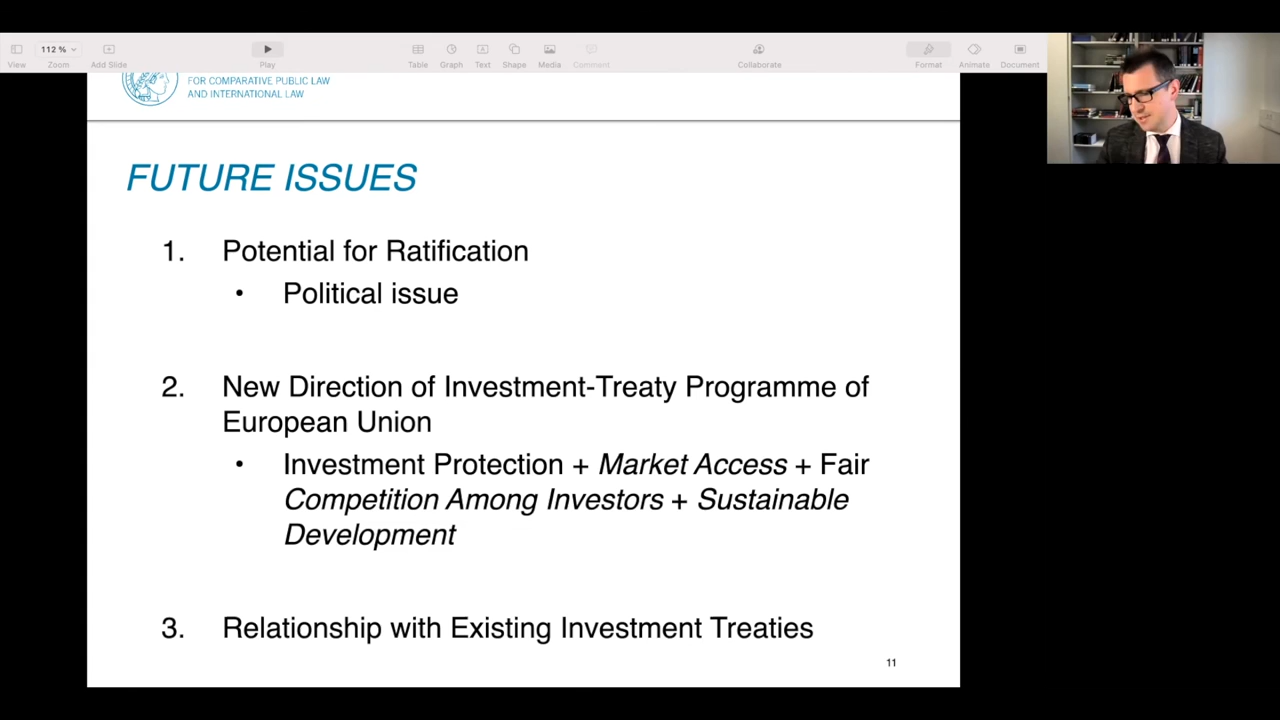 112 %
View
Zoom
Add Slide
Play
Table
Graph
Text
Shape
Media
Comment
Collaborate
Format
Animate
Document
FOR COMPARATIVE PUBLIC LAW
AND INTERNATIONAL LAW
FUTURE ISSUES
1. Potential for Ratification
• Political issue
2. New Direction of Investment-Treaty Programme of
European Union
• Investment Protection + Market Access + Fair
Competition Among Investors + Sustainable
Development
3. Relationship with Existing Investment Treaties
11